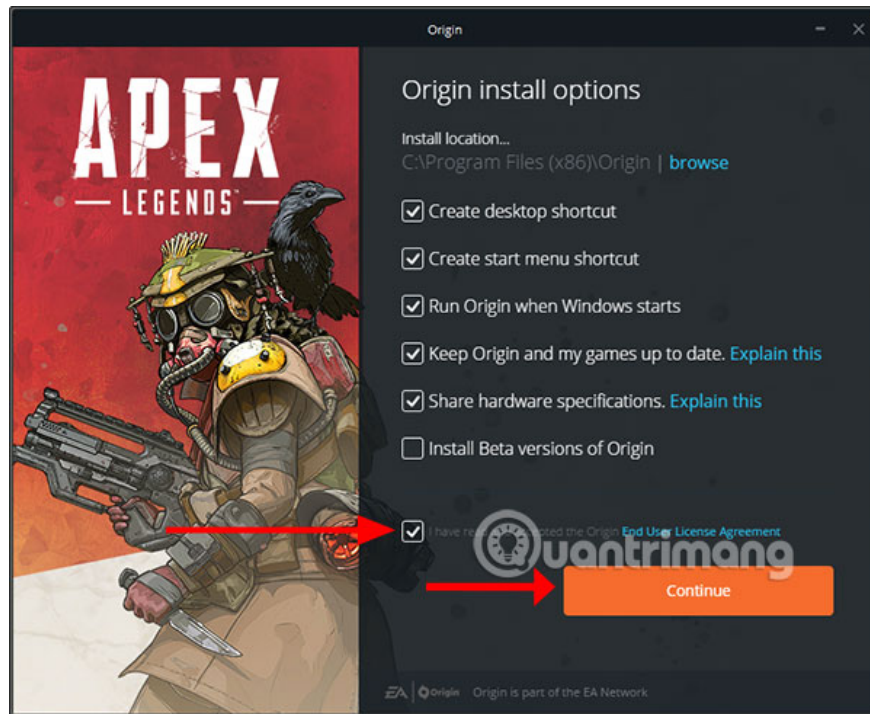 Origin
APEX
LEGENDS™
Origin install options
Install location...
C:\Program Files (x86)\Origin | browse
Create desktop shortcut
Create start menu shortcut
Run Origin when Windows starts
Keep Origin and my games up to date. Explain this
Share hardware specifications. Explain this
Install Beta versions of Origin
I have read accepted the Origin End User License Agreement
Quantrimang
Continue
EA | Origin Origin is part of the EA Network